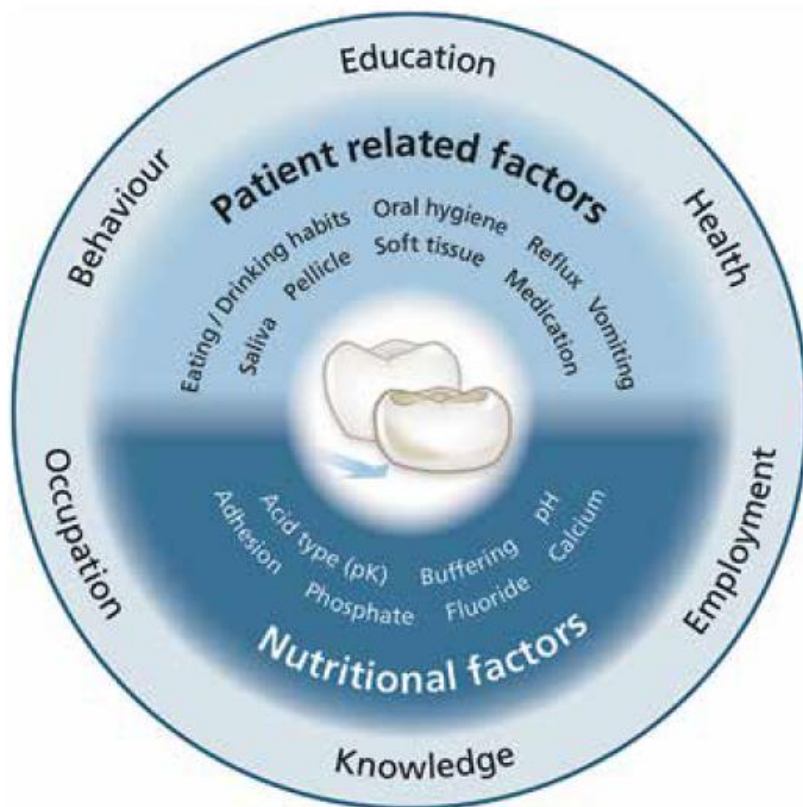 Education
Behaviour
Health
Patient related factors
Eating / Drinking habits
Oral hygiene
Reflux
Vomiting
Saliva
Pellicle
Soft tissue
Medication
Occupation
Employment
Acid type (pK)
Buffering
pH
Adhesion
Phosphate
Fluoride
Calcium
Nutritional factors
Knowledge